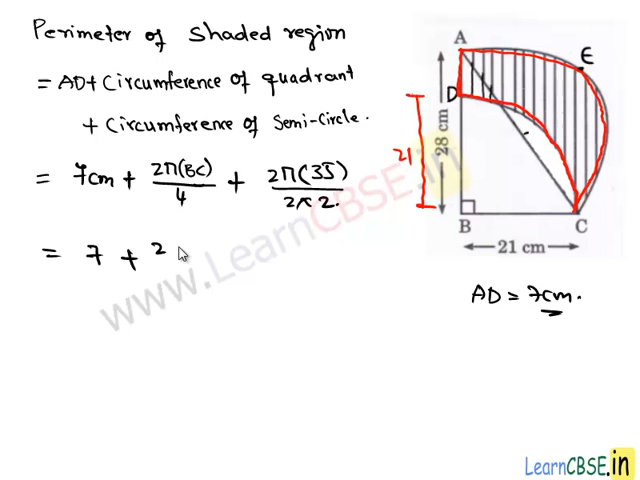 Perimeter of Shaded region
= AD + Circumference of quadrant
+ Circumference of Semi-Circle.
= 7cm + 2π(BC)/4 + 2π(35)/2×2.
= 7 + 2
A
E
D
21
28 cm
B
C
21 cm
AD = 7cm.
www.LearnCBSE.in
LearnCBSE.in